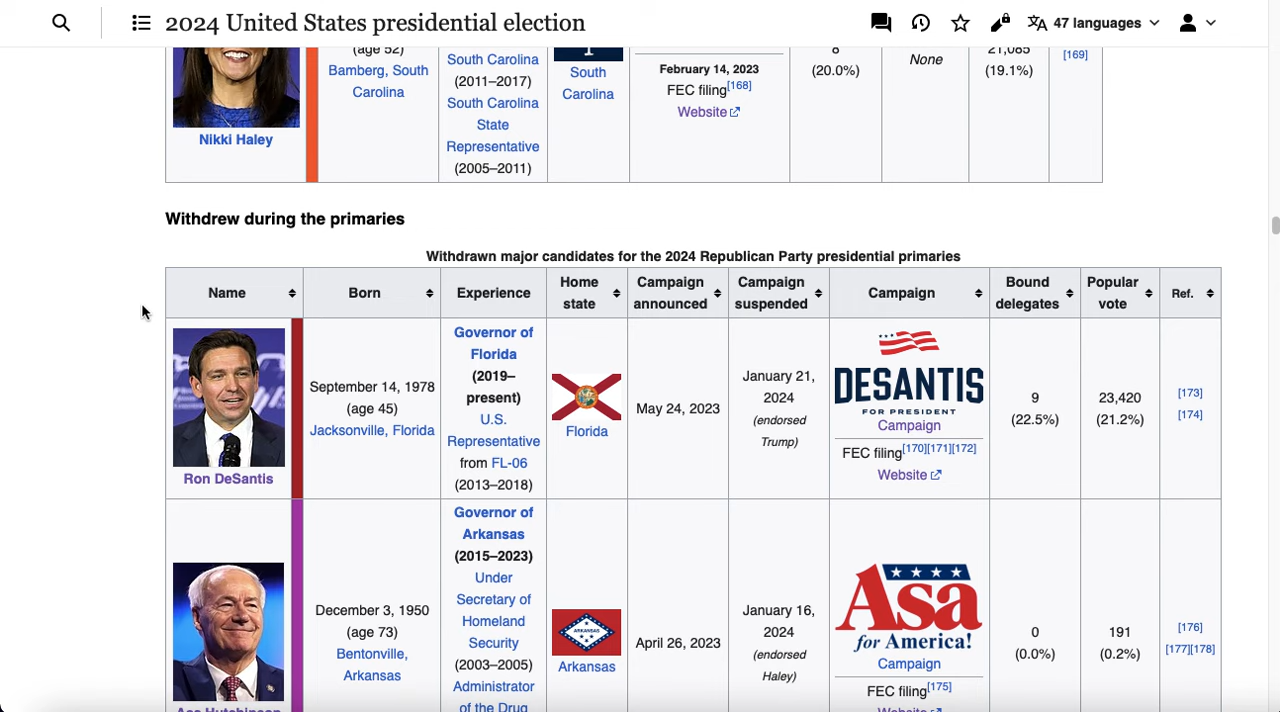 2024 United States presidential election
47 languages
(age 52)
Bamberg, South
Carolina
Nikki Haley
South Carolina
(2011–2017)
South Carolina
State
Representative
(2005–2011)
South
Carolina
February 14, 2023
FEC filing[168]
Website
8
(20.0%)
None
21,085
(19.1%)
[169]
Withdrew during the primaries
Withdrawn major candidates for the 2024 Republican Party presidential primaries
Name
Born
Experience
Home
state
Campaign
announced
Campaign
suspended
Campaign
Bound
delegates
Popular
vote
Ref.
Ron DeSantis
September 14, 1978
(age 45)
Jacksonville, Florida
Governor of
Florida
(2019–
present)
U.S.
Representative
from FL-06
(2013–2018)
Florida
May 24, 2023
January 21,
2024
(endorsed
Trump)
DESANTIS
FOR PRESIDENT
Campaign
FEC filing[170][171][172]
Website
9
(22.5%)
23,420
(21.2%)
[173]
[174]
Asa Hutchinson
December 3, 1950
(age 73)
Bentonville,
Arkansas
Governor of
Arkansas
(2015–2023)
Under
Secretary of
Homeland
Security
(2003–2005)
Administrator
of the Drug
ARKANSAS
Arkansas
April 26, 2023
January 16,
2024
(endorsed
Haley)
Asa
for America!
Campaign
FEC filing[175]
Website
0
(0.0%)
191
(0.2%)
[176]
[177][178]